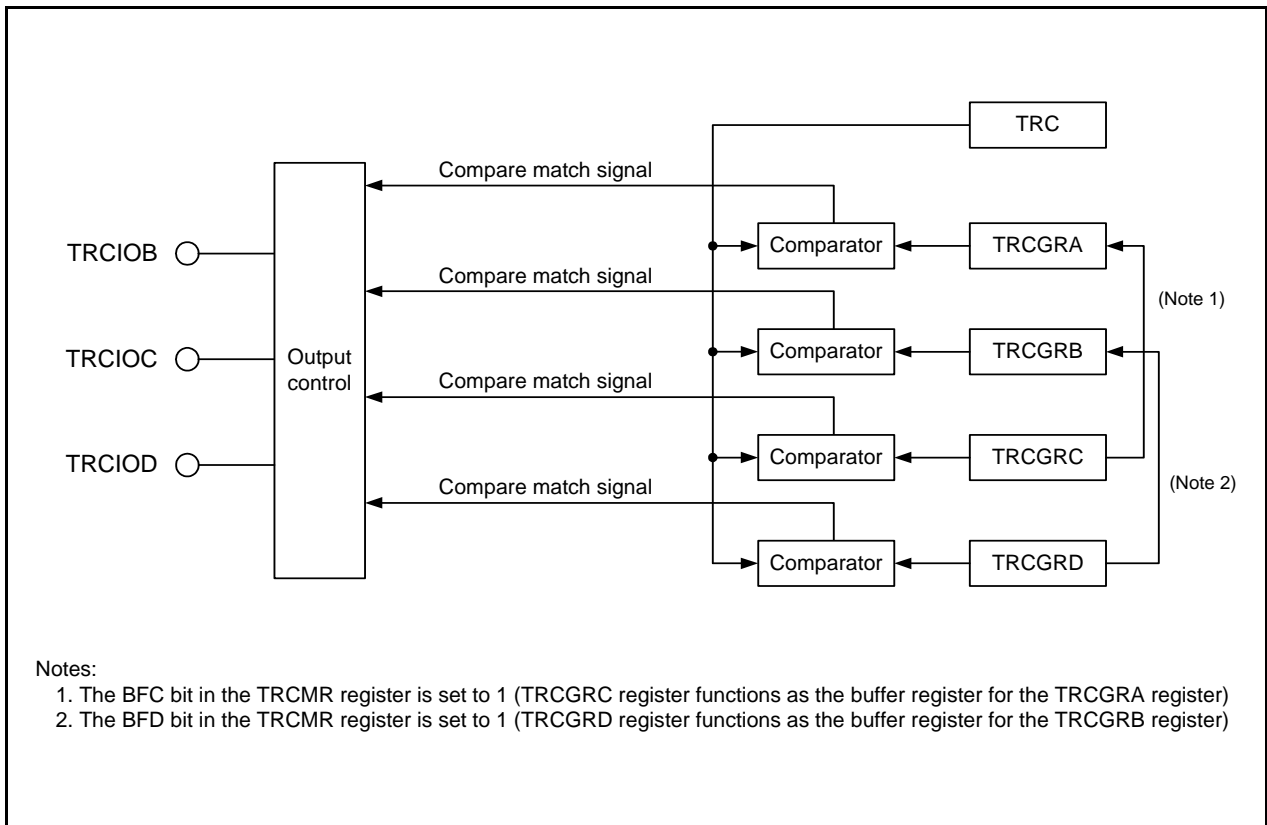 TRC
Compare match signal
Comparator
TRCGRA
TRCIOB
(Note 1)
Compare match signal
Comparator
TRCGRB
TRCIOC
Output
control
Compare match signal
Comparator
TRCGRC
TRCIOD
(Note 2)
Compare match signal
Comparator
TRCGRD
Notes:
1. The BFC bit in the TRCMR register is set to 1 (TRCGRC register functions as the buffer register for the TRCGRA register)
2. The BFD bit in the TRCMR register is set to 1 (TRCGRD register functions as the buffer register for the TRCGRB register)